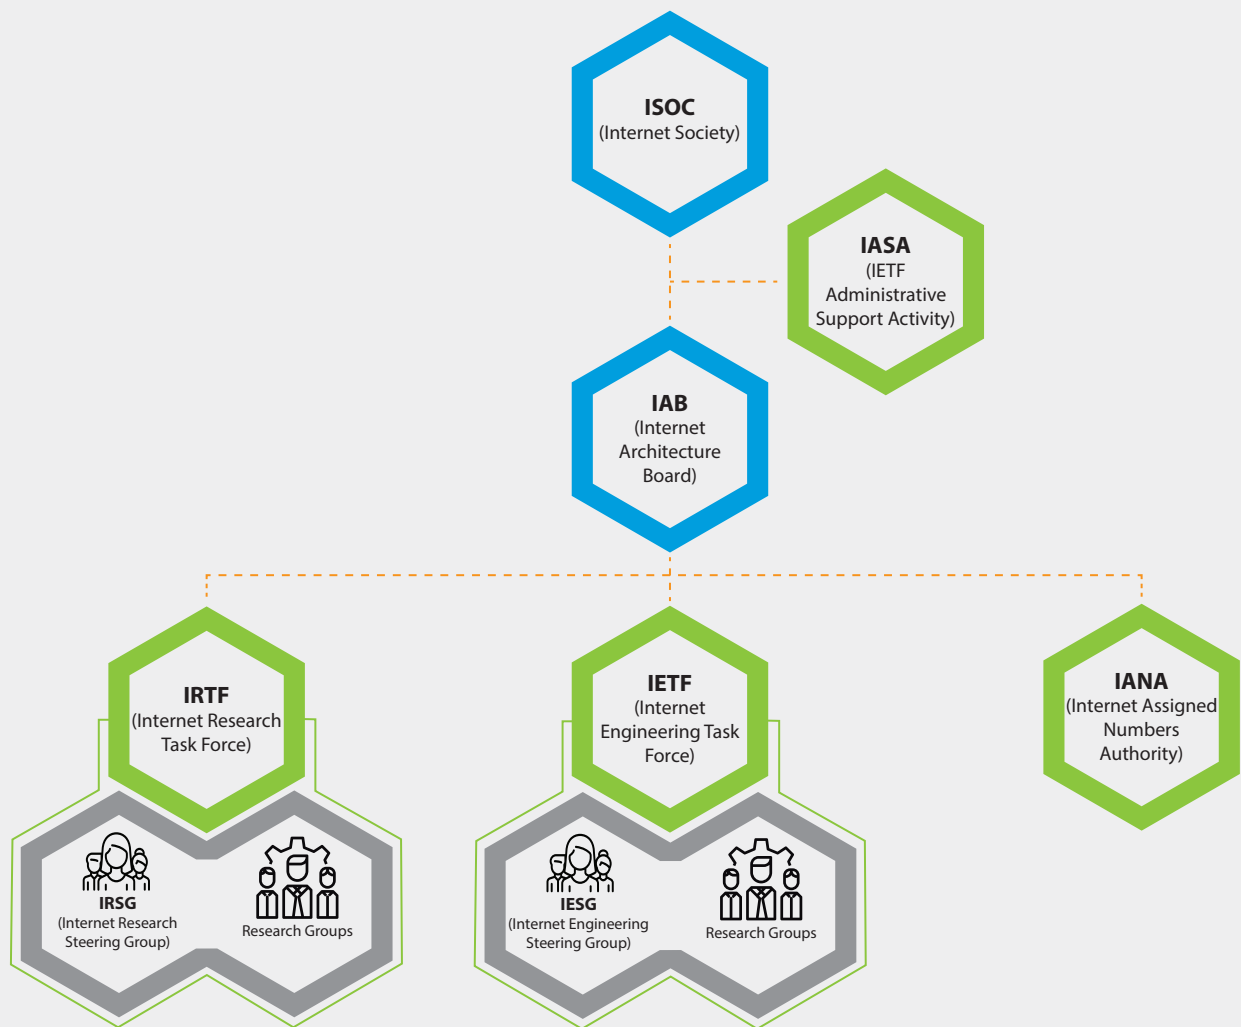 ISOC
(Internet Society)
IASA
(IETF
Administrative
Support Activity)
IAB
(Internet
Architecture
Board)
IRTF
(Internet Research
Task Force)
IETF
(Internet
Engineering Task
Force)
IANA
(Internet Assigned
Numbers
Authority)
IRSG
(Internet Research
Steering Group)
Research Groups
IESG
(Internet Engineering
Steering Group)
Research Groups